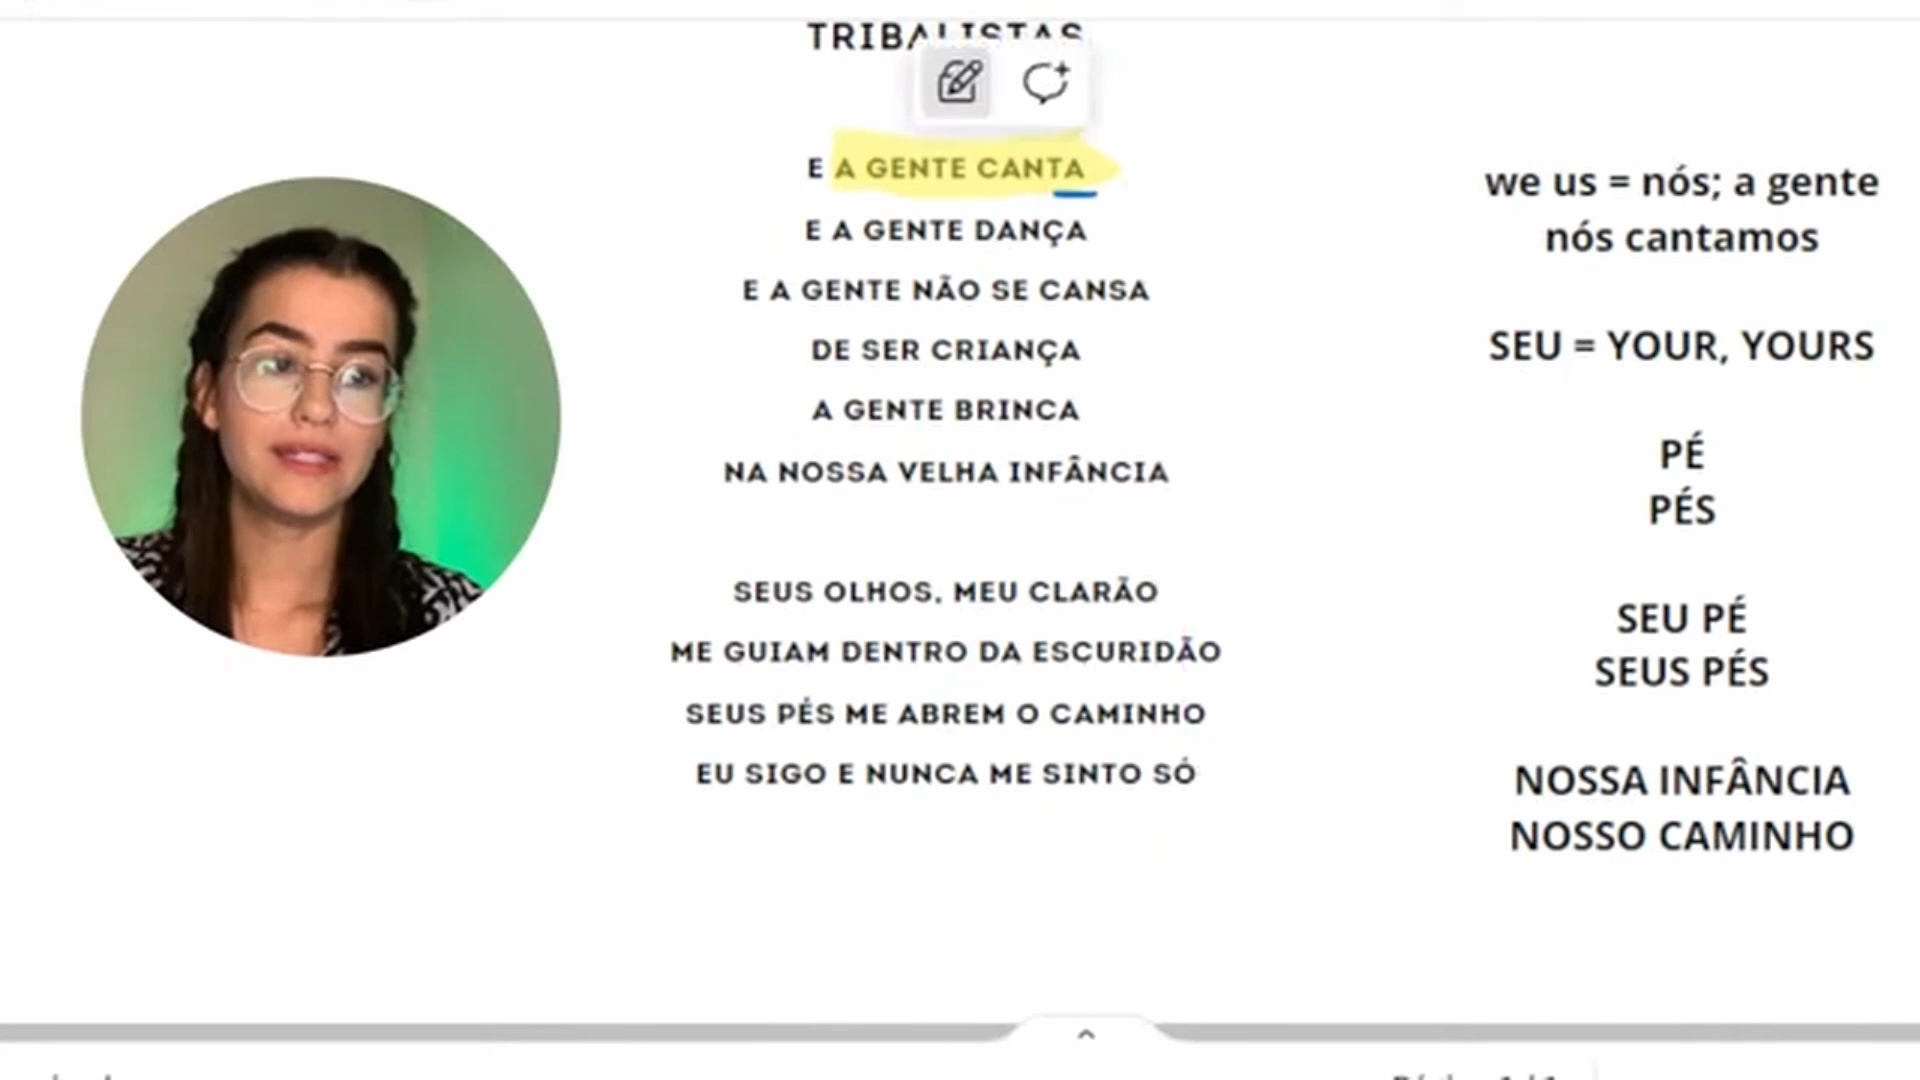 TRIBALISTAS
E A GENTE CANTA
E A GENTE DANÇA
E A GENTE NÃO SE CANSA
DE SER CRIANÇA
A GENTE BRINCA
NA NOSSA VELHA INFÂNCIA
SEUS OLHOS, MEU CLARÃO
ME GUIAM DENTRO DA ESCURIDÃO
SEUS PÉS ME ABREM O CAMINHO
EU SIGO E NUNCA ME SINTO SÓ
we us = nós; a gente
nós cantamos
SEU = YOUR, YOURS
PÉ
PÉS
SEU PÉ
SEUS PÉS
NOSSA INFÂNCIA
NOSSO CAMINHO